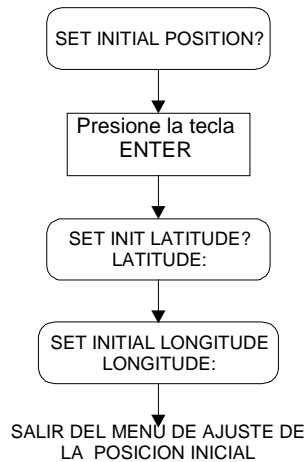 SET INITIAL POSITION?
Presione la tecla
ENTER
SET INIT LATITUDE?
LATITUDE:
SET INITIAL LONGITUDE
LONGITUDE:
SALIR DEL MENU DE AJUSTE DE
LA POSICION INICIAL